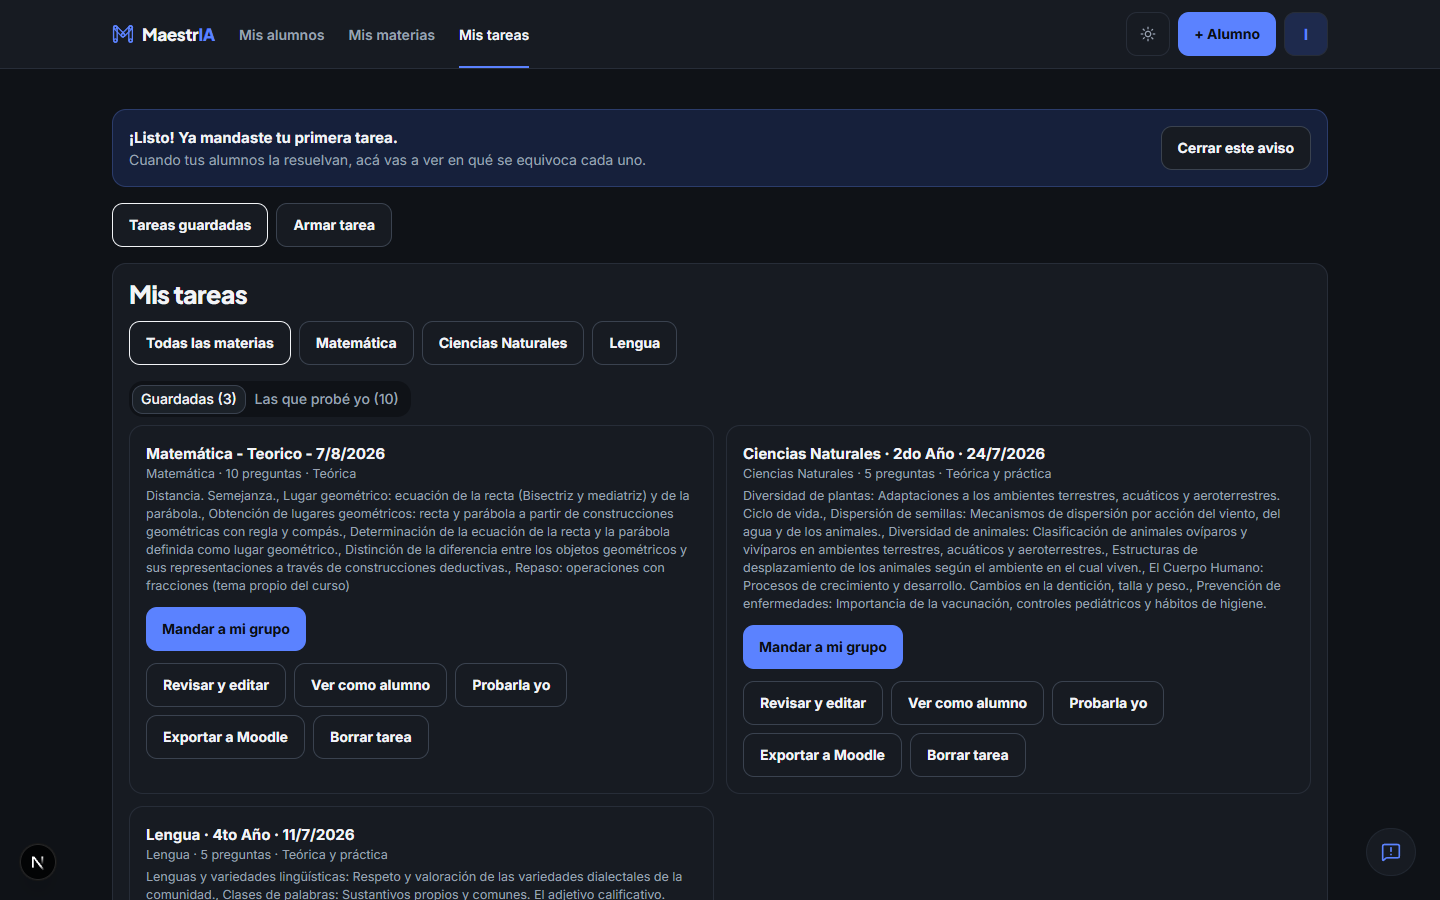 MaestrIA
Mis alumnos
Mis materias
Mis tareas
+ Alumno
I
¡Listo! Ya mandaste tu primera tarea.
Cuando tus alumnos la resuelvan, acá vas a ver en qué se equivoca cada uno.
Cerrar este aviso
Tareas guardadas
Armar tarea
Mis tareas
Todas las materias
Matemática
Ciencias Naturales
Lengua
Guardadas (3)
Las que probé yo (10)
Matemática - Teorico - 7/8/2026
Matemática · 10 preguntas · Teórica
Distancia. Semejanza., Lugar geométrico: ecuación de la recta (Bisectriz y mediatriz) y de la
parábola., Obtención de lugares geométricos: recta y parábola a partir de construcciones
geométricas con regla y compás., Determinación de la ecuación de la recta y la parábola
definida como lugar geométrico., Distinción de la diferencia entre los objetos geométricos y
sus representaciones a través de construcciones deductivas., Repaso: operaciones con
fracciones (tema propio del curso)
Mandar a mi grupo
Revisar y editar
Ver como alumno
Probarla yo
Exportar a Moodle
Borrar tarea
Ciencias Naturales · 2do Año · 24/7/2026
Ciencias Naturales · 5 preguntas · Teórica y práctica
Diversidad de plantas: Adaptaciones a los ambientes terrestres, acuáticos y aeroterrestres.
Ciclo de vida., Dispersión de semillas: Mecanismos de dispersión por acción del viento, del
agua y de los animales., Diversidad de animales: Clasificación de animales ovíparos y
vivíparos en ambientes terrestres, acuáticos y aeroterrestres., Estructuras de
desplazamiento de los animales según el ambiente en el cual viven., El Cuerpo Humano:
Procesos de crecimiento y desarrollo. Cambios en la dentición, talla y peso., Prevención de
enfermedades: Importancia de la vacunación, controles pediátricos y hábitos de higiene.
Mandar a mi grupo
Revisar y editar
Ver como alumno
Probarla yo
Exportar a Moodle
Borrar tarea
Lengua · 4to Año · 11/7/2026
Lengua · 5 preguntas · Teórica y práctica
Lenguas y variedades lingüísticas: Respeto y valoración de las variedades dialectales de la
comunidad., Clases de palabras: Sustantivos propios y comunes. El adjetivo calificativo.
N